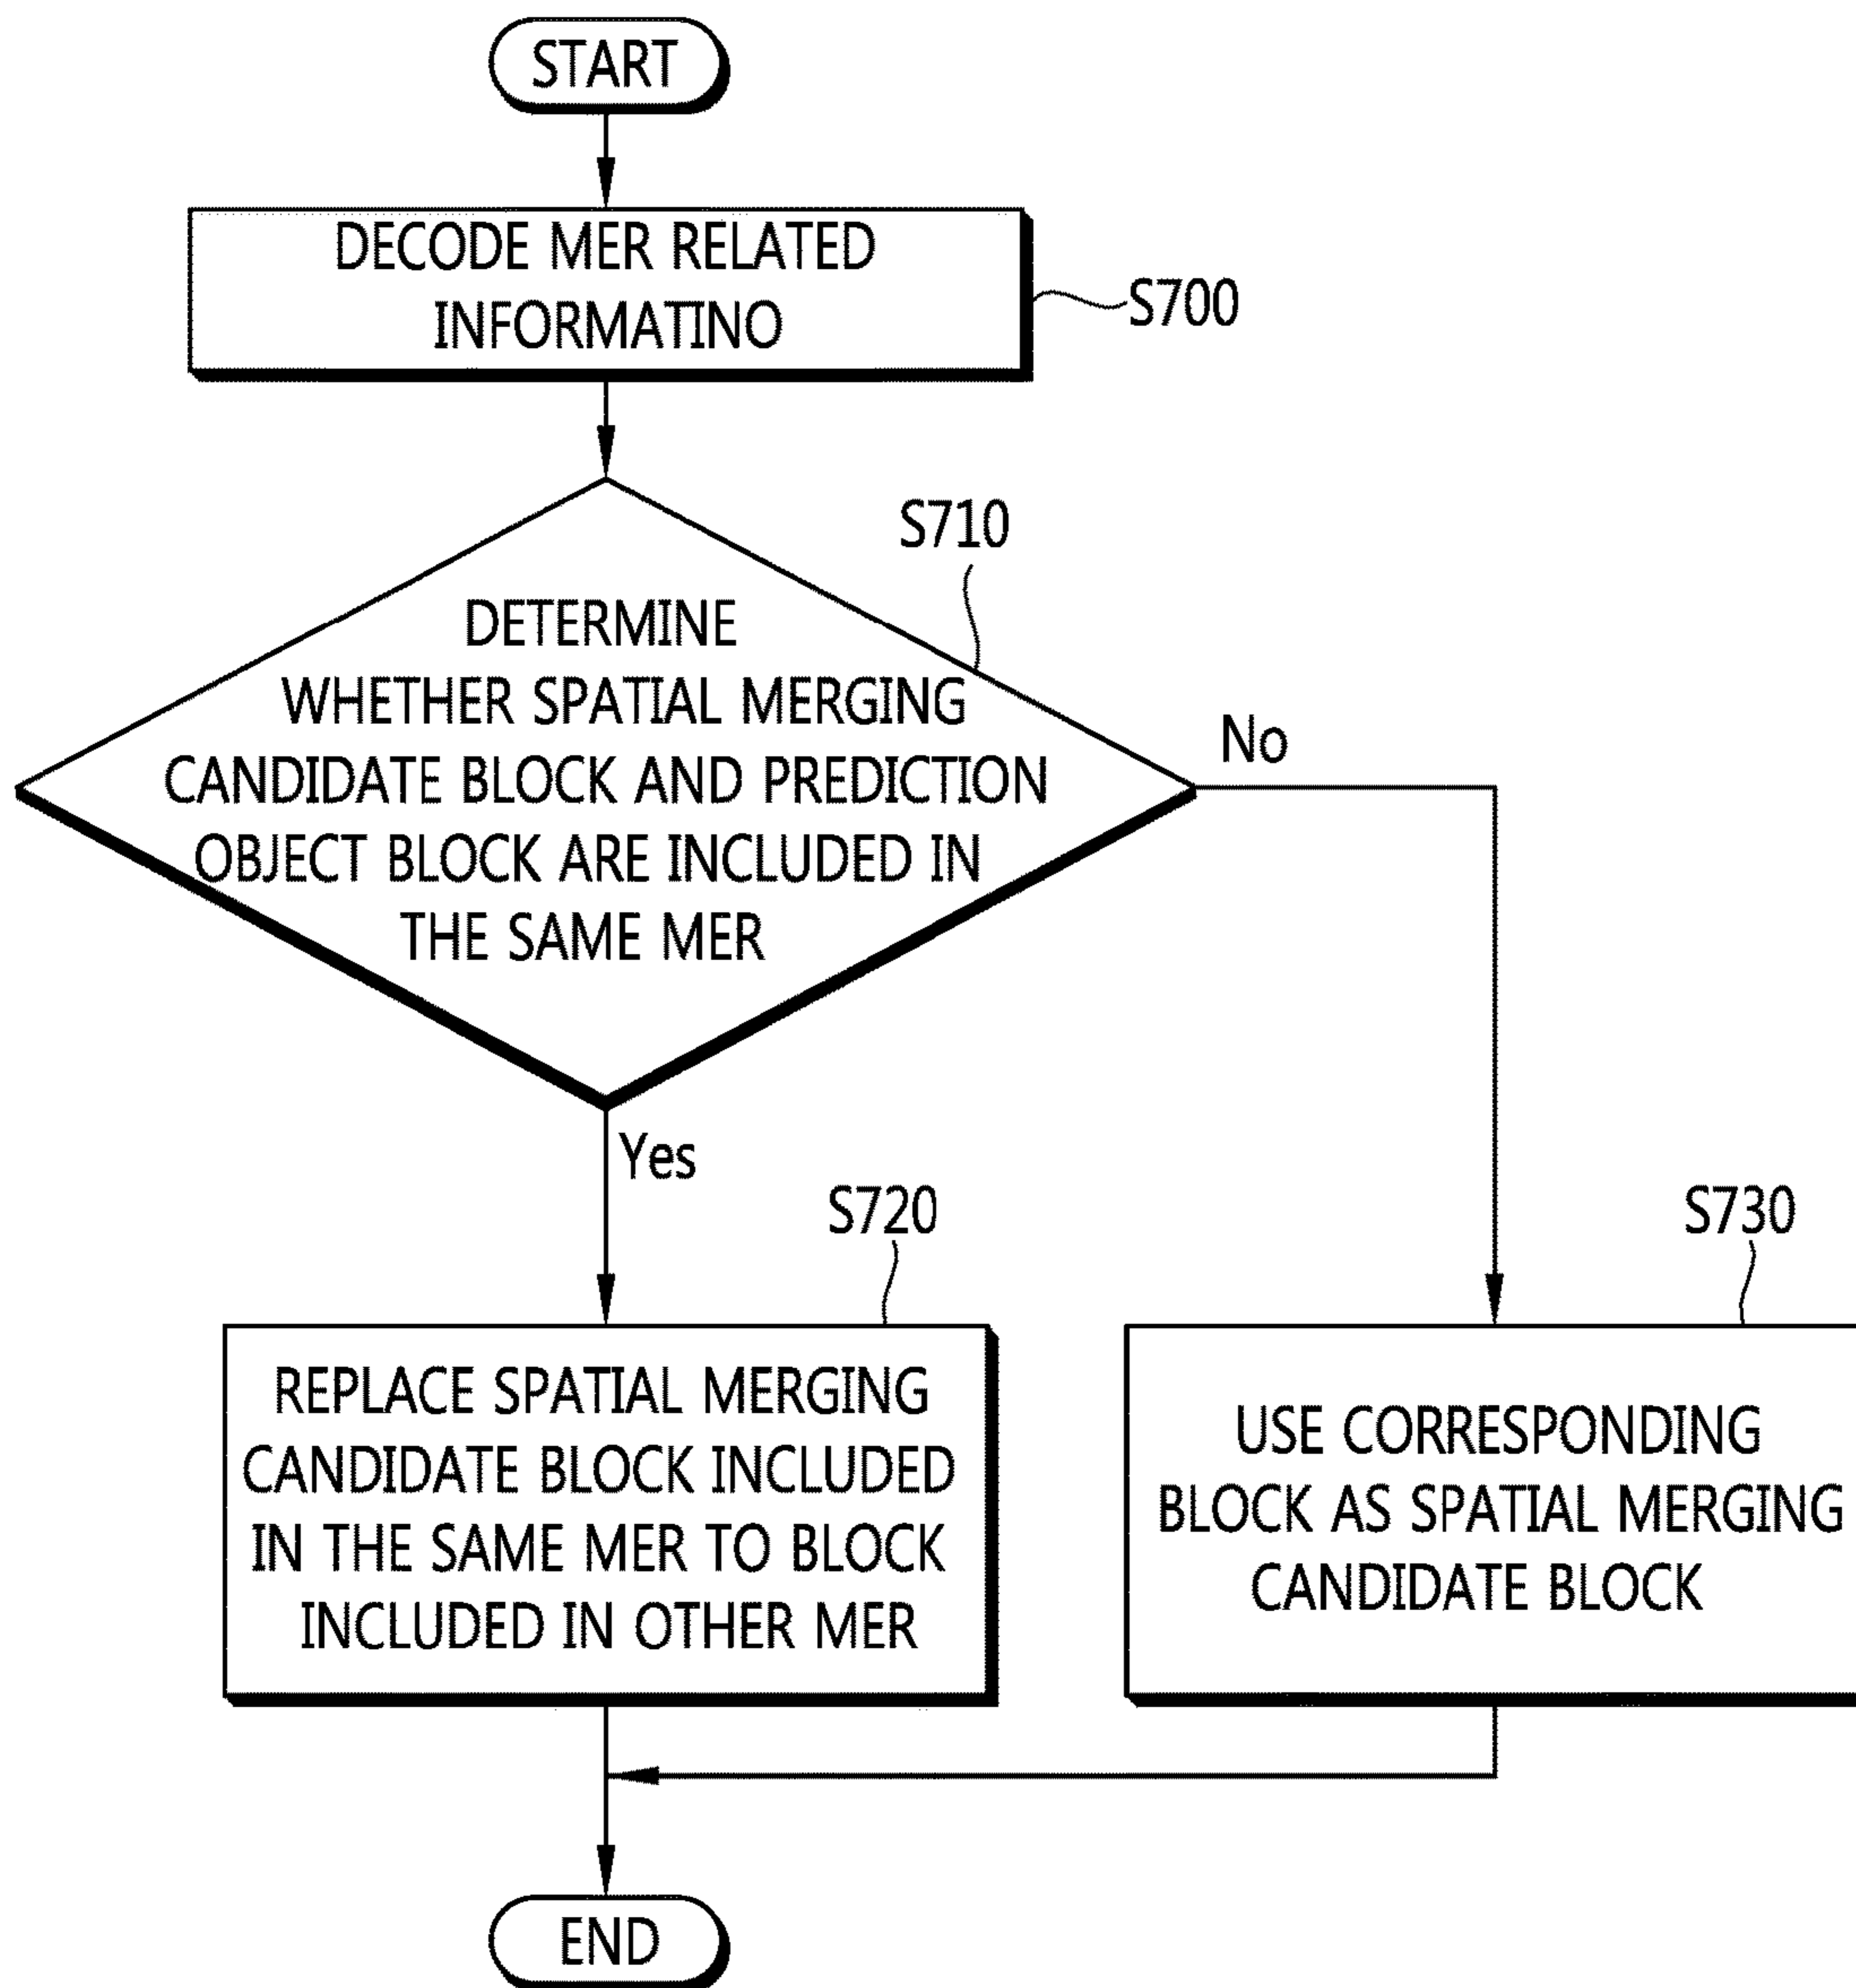 START
DECODE MER RELATED
INFORMATINO
S700
S710
DETERMINE
WHETHER SPATIAL MERGING
CANDIDATE BLOCK AND PREDICTION
OBJECT BLOCK ARE INCLUDED IN
THE SAME MER
No
Yes
S720
REPLACE SPATIAL MERGING
CANDIDATE BLOCK INCLUDED
IN THE SAME MER TO BLOCK
INCLUDED IN OTHER MER
S730
USE CORRESPONDING
BLOCK AS SPATIAL MERGING
CANDIDATE BLOCK
END